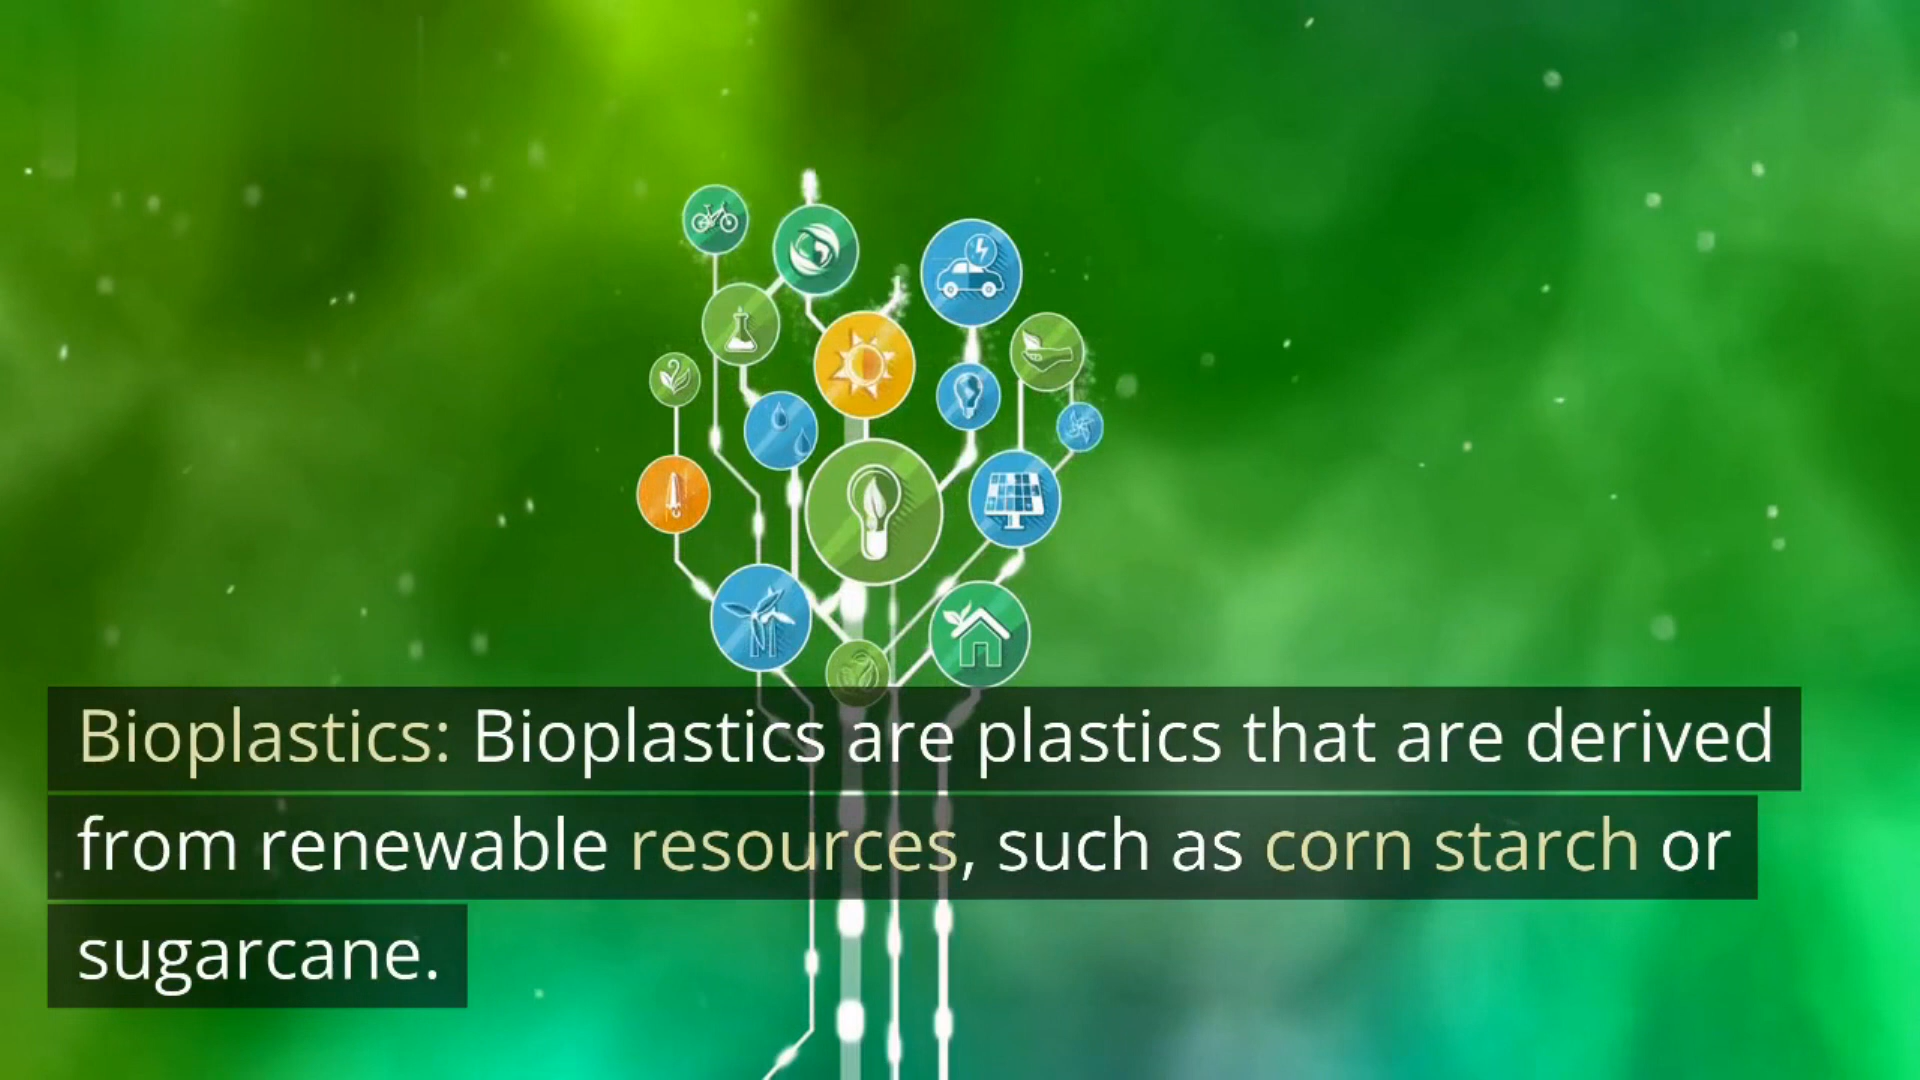 Bioplastics: Bioplastics are plastics that are derived
from renewable resources, such as corn starch or
sugarcane.